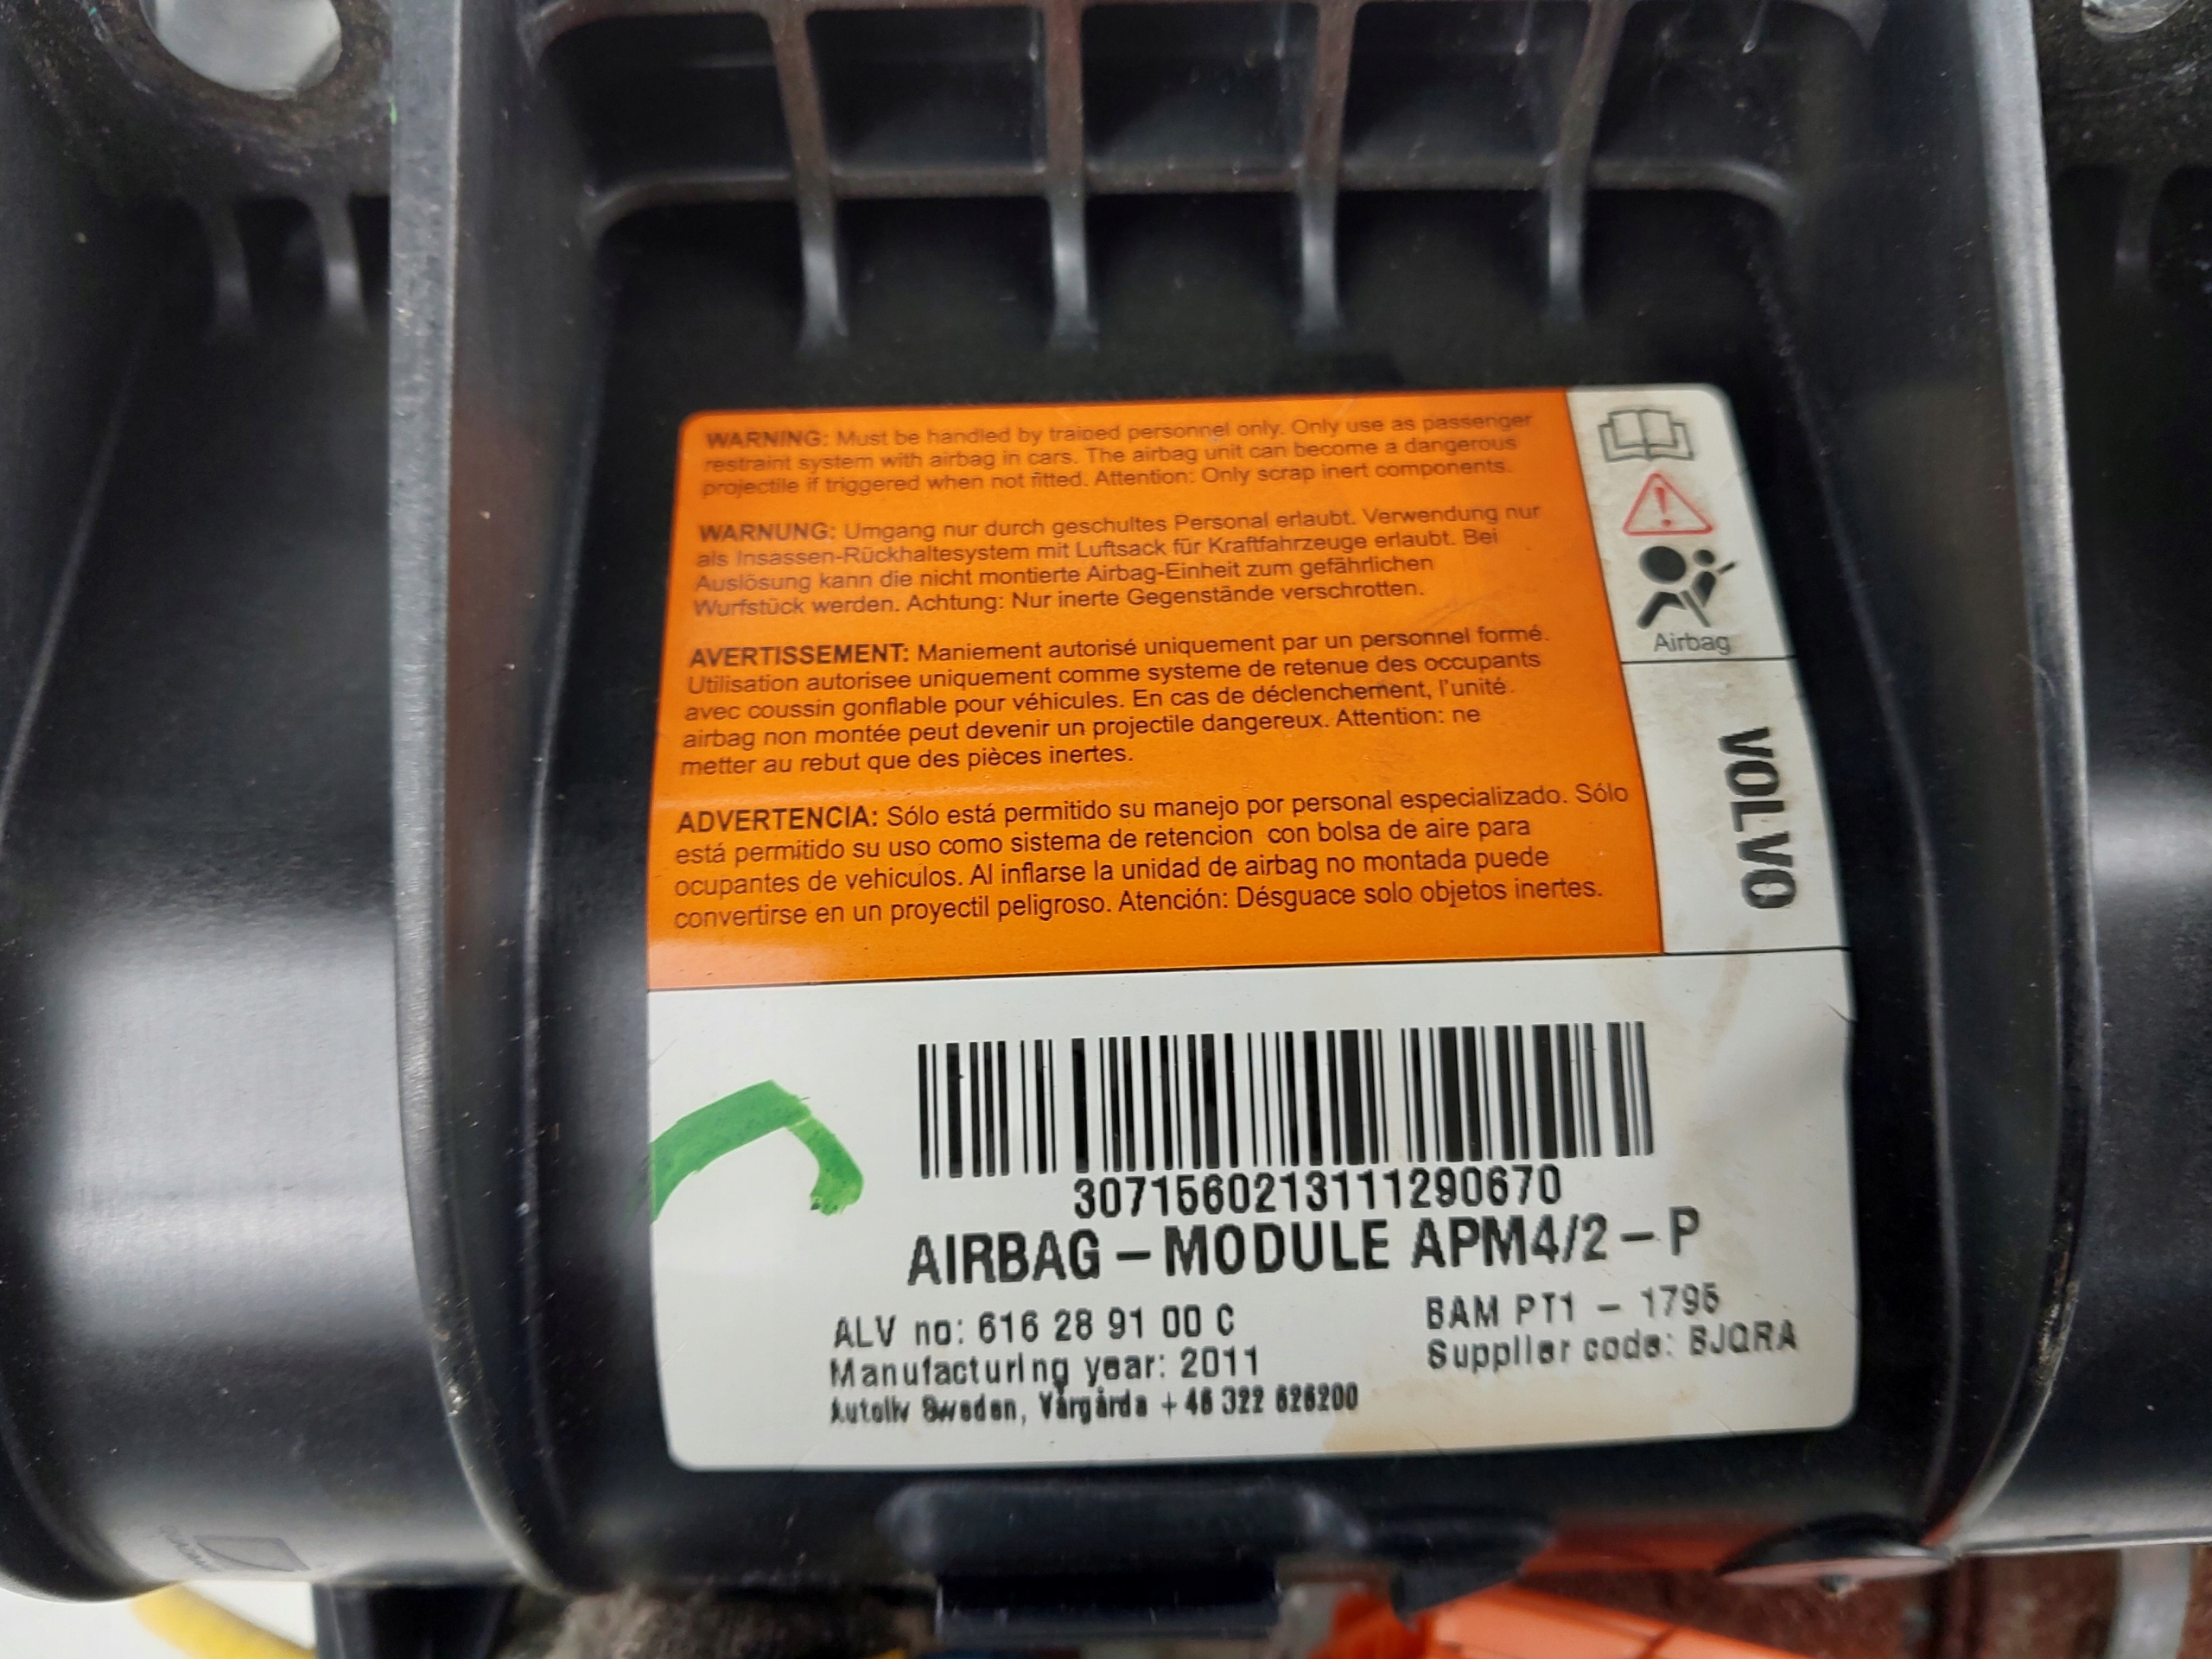 WARNING: Must be handled by trained personnel only. Only use as passenger
restraint system with airbag in cars. The airbag unit can become a dangerous
projectile if triggered when not fitted. Attention: Only scrap inert components.
WARNUNG: Umgang nur durch geschultes Personal erlaubt. Verwendung nur
als Insassen-Rückhaltesystem mit Luftsack für Kraftfahrzeuge erlaubt. Bei
Auslösung kann die nicht montierte Airbag-Einheit zum gefährlichen
Wurfstück werden. Achtung: Nur inerte Gegenstände verschrotten.
AVERTISSEMENT: Maniement autorisé uniquement par un personnel formé.
Utilisation autorisee uniquement comme systeme de retenue des occupants
avec coussin gonflable pour véhicules. En cas de déclenchement, l'unité
airbag non montée peut devenir un projectile dangereux. Attention: ne
metter au rebut que des pièces inertes.
ADVERTENCIA: Sólo está permitido su manejo por personal especializado. Sólo
está permitido su uso como sistema de retencion con bolsa de aire para
ocupantes de vehiculos. Al inflarse la unidad de airbag no montada puede
convertirse en un proyectil peligroso. Atención: Désguace solo objetos inertes.
Airbag
VOLVO
3071560213111290670
AIRBAG - MODULE APM4/2 - P
ALV no: 616 28 91 00 C
BAM PT1 - 1795
Manufacturing year: 2011
Supplier code: BJQRA
Autoliv Sweden, Vårgårda + 46 322 626200